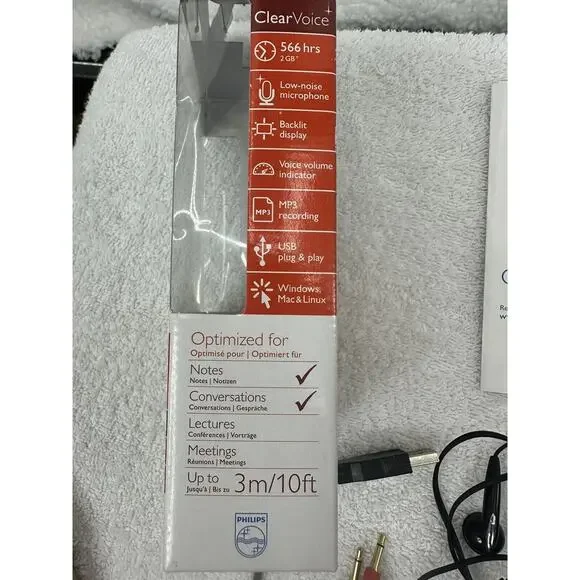 ClearVoice
566 hrs
2 GB*
Low-noise
microphone
Backlit
display
Voice volume
indicator
MP3
MP3
recording
USB
plug & play
Windows,
Mac & Linux
Optimized for
Optimisé pour | Optimiert für
Notes
Notes | Notizen
Conversations
Conversations | Gespräche
Lectures
Conférences | Vorträge
Meetings
Réunions | Meetings
Up to 3m/10ft
Jusqu'à | Bis zu
PHILIPS